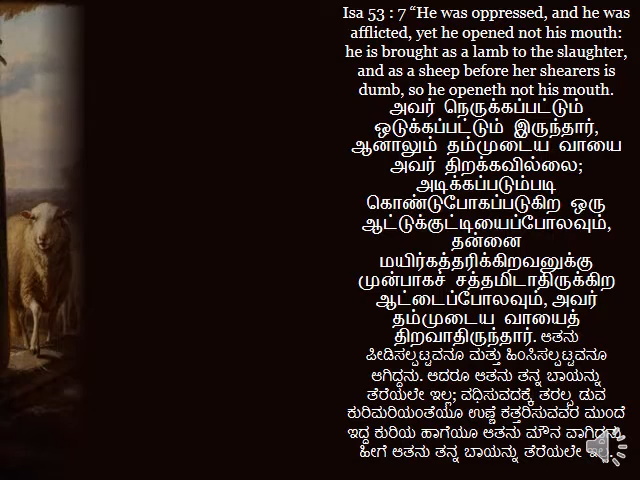 Isa 53 : 7 “He was oppressed, and he was
afflicted, yet he opened not his mouth:
he is brought as a lamb to the slaughter,
and as a sheep before her shearers is
dumb, so he openeth not his mouth.
அவர் நெருக்கப்பட்டும்
ஒடுக்கப்பட்டும் இருந்தார்,
ஆனாலும் தம்முடைய வாயை
அவர் திறக்கவில்லை;
அடிக்கப்படும்படி
கொண்டுபோகப்படுகிற ஒரு
ஆட்டுக்குட்டியைப்போலவும்,
தன்னை
மயிர்கத்தரிக்கிறவனுக்கு
முன்பாகச் சத்தமிடாதிருக்கிற
ஆட்டைப்போலவும், அவர்
தம்முடைய வாயைத்
திறவாதிருந்தார். ಆತನು
ಪೀಡಿಸಲ್ಪಟ್ಟವನೂ ಮತ್ತು ಹಿಂಸಿಸಲ್ಪಟ್ಟವನೂ
ಆಗಿದ್ದನು. ಆದರೂ ಆತನು ತನ್ನ ಬಾಯನ್ನು
ತೆರೆಯಲೇ ಇಲ್ಲ; ವಧಿಸುವದಕ್ಕೆ ತರಲ್ಪ ಡುವ
ಕುರಿಮರಿಯಂತೆಯೂ ಉಣ್ಣೆ ಕತ್ತರಿಸುವವರ ಮುಂದೆ
ಇದ್ದ ಕುರಿಯ ಹಾಗೆಯೂ ಆತನು ಮೌನ ವಾಗಿದ್ದನು,
ಹೀಗೆ ಆತನು ತನ್ನ ಬಾಯನ್ನು ತೆರೆಯಲೇ